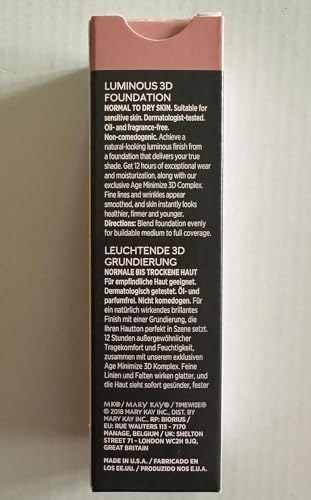 LUMINOUS 3D
FOUNDATION
NORMAL TO DRY SKIN. Suitable for
sensitive skin. Dermatologist-tested.
Oil- and fragrance-free.
Non-comedogenic. Achieve a
natural-looking luminous finish from
a foundation that delivers your true
shade. Get 12 hours of exceptional wear
and moisturization, along with our
exclusive Age Minimize 3D Complex.
Fine lines and wrinkles appear
smoothed, and skin instantly looks
healthier, firmer and younger.
Directions: Blend foundation evenly
for buildable medium to full coverage.
LEUCHTENDE 3D
GRUNDIERUNG
NORMALE BIS TROCKENE HAUT
Für empfindliche Haut geeignet.
Dermatologisch getestet. Öl- und
parfumfrei. Nicht komedogen. Für
ein natürlich wirkendes brillantes
Finish mit einer Grundierung, die
Ihren Hautton perfekt in Szene setzt.
12 Stunden außergewöhnlicher
Tragekomfort und Feuchtigkeit,
zusammen mit unserem exklusiven
Age Minimize 3D Komplex. Feine
Linien und Falten wirken glatter, und
die Haut sieht sofort gesünder, fester
MK®/ MARY KAY® / TIMEWISE®
© 2018 MARY KAY INC., DIST. BY
MARY KAY INC. RP: BIORIUS /
EU: RUE WAUTERS 113 - 7170
MANAGE, BELGIUM / UK: SHELTON
STREET 71 - LONDON WC2H 9JQ,
GREAT BRITAIN
MADE IN U.S.A. / FABRICADO EN
LOS EE.UU. / PRODUZIDO NOS E.U.A.